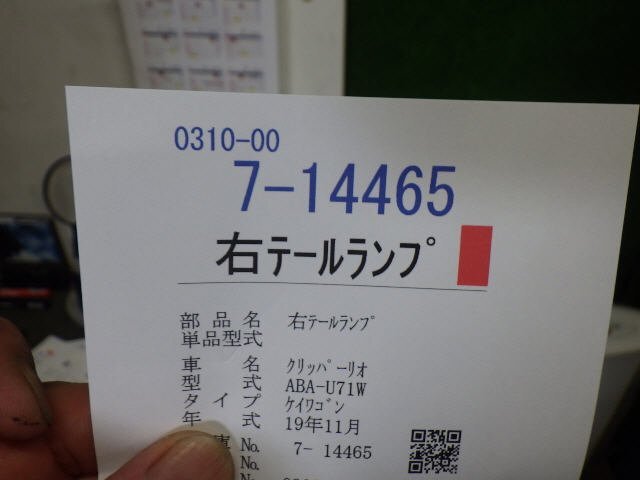 0310-00
7-14465
右ﾃｰﾙﾗﾝﾌﾟ
部品名 右ﾃｰﾙﾗﾝﾌﾟ
単品型式
車名 ｸﾘｯﾊﾟｰﾘｵ
型式 ABA-U71W
タイプ ｹｲﾜｺﾞﾝ
年式 19年11月
庫No. 7- 14465
No.